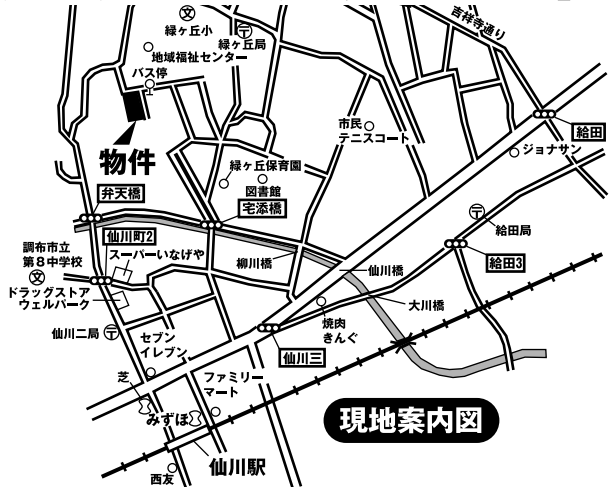 緑ヶ丘小
緑ヶ丘局
地域福祉センター
バス停
吉祥寺通り
物件
市民
テニスコート
給田
ジョナサン
緑ヶ丘保育園
図書館
弁天橋
宅添橋
給田局
仙川町2
調布市立
第8中学校
スーパーいなげや
柳川橋
仙川橋
給田3
ドラッグストア
ウェルパーク
大川橋
仙川二局
セブン
イレブン
焼肉
きんぐ
仙川三
芝
ファミリー
マート
みずほ
現地案内図
仙川駅
西友